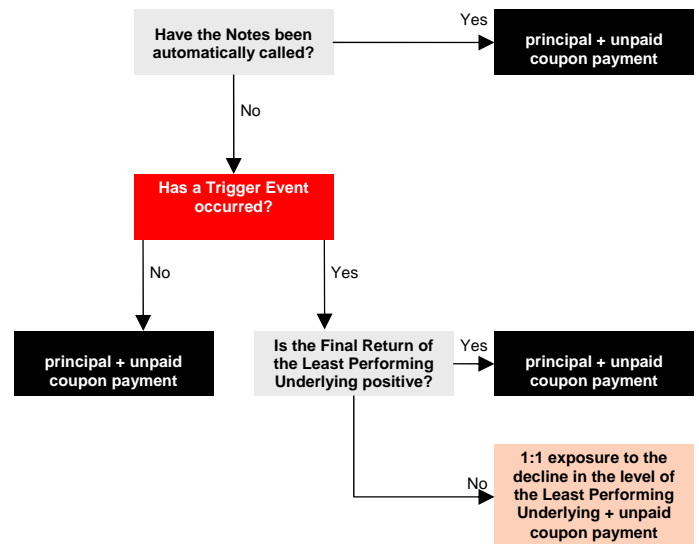 Have the Notes been
automatically called?
Yes
principal + unpaid
coupon payment
No
Has a Trigger Event
occurred?
No
Yes
principal + unpaid
coupon payment
Is the Final Return of
the Least Performing
Underlying positive?
Yes
principal + unpaid
coupon payment
No
1:1 exposure to the
decline in the level of
the Least Performing
Underlying + unpaid
coupon payment